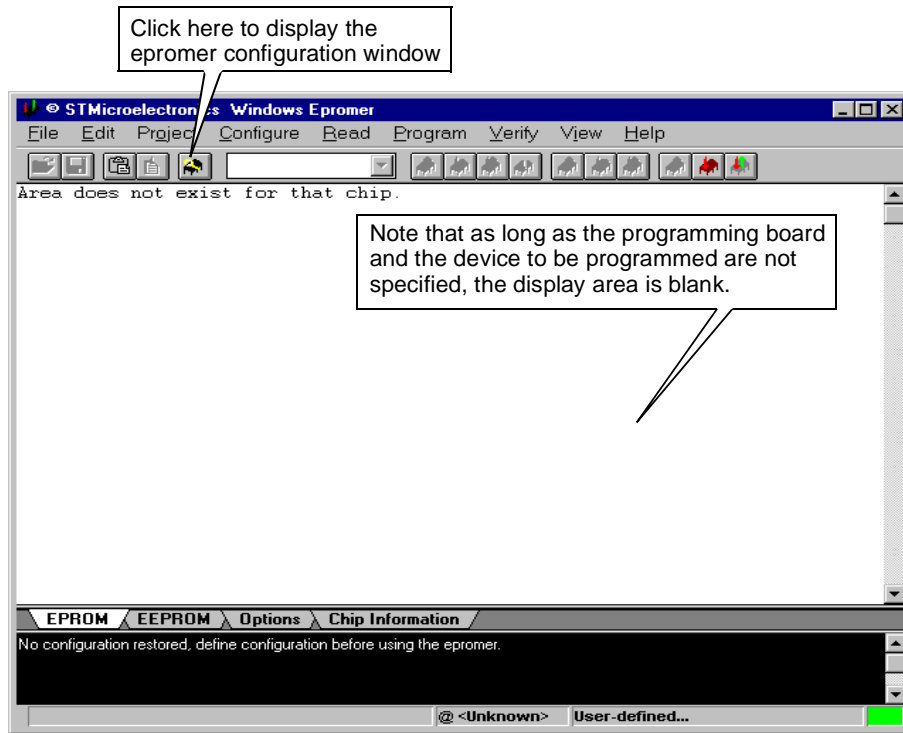 Click here to display the
epromer configuration window
© STMicroelectronics Windows Epromer
File Edit Project Configure Read Program Verify View Help
Area does not exist for that chip.
Note that as long as the programming board
and the device to be programmed are not
specified, the display area is blank.
EPROM EEPROM Options Chip Information
No configuration restored, define configuration before using the epromer.
@ <Unknown> User-defined...